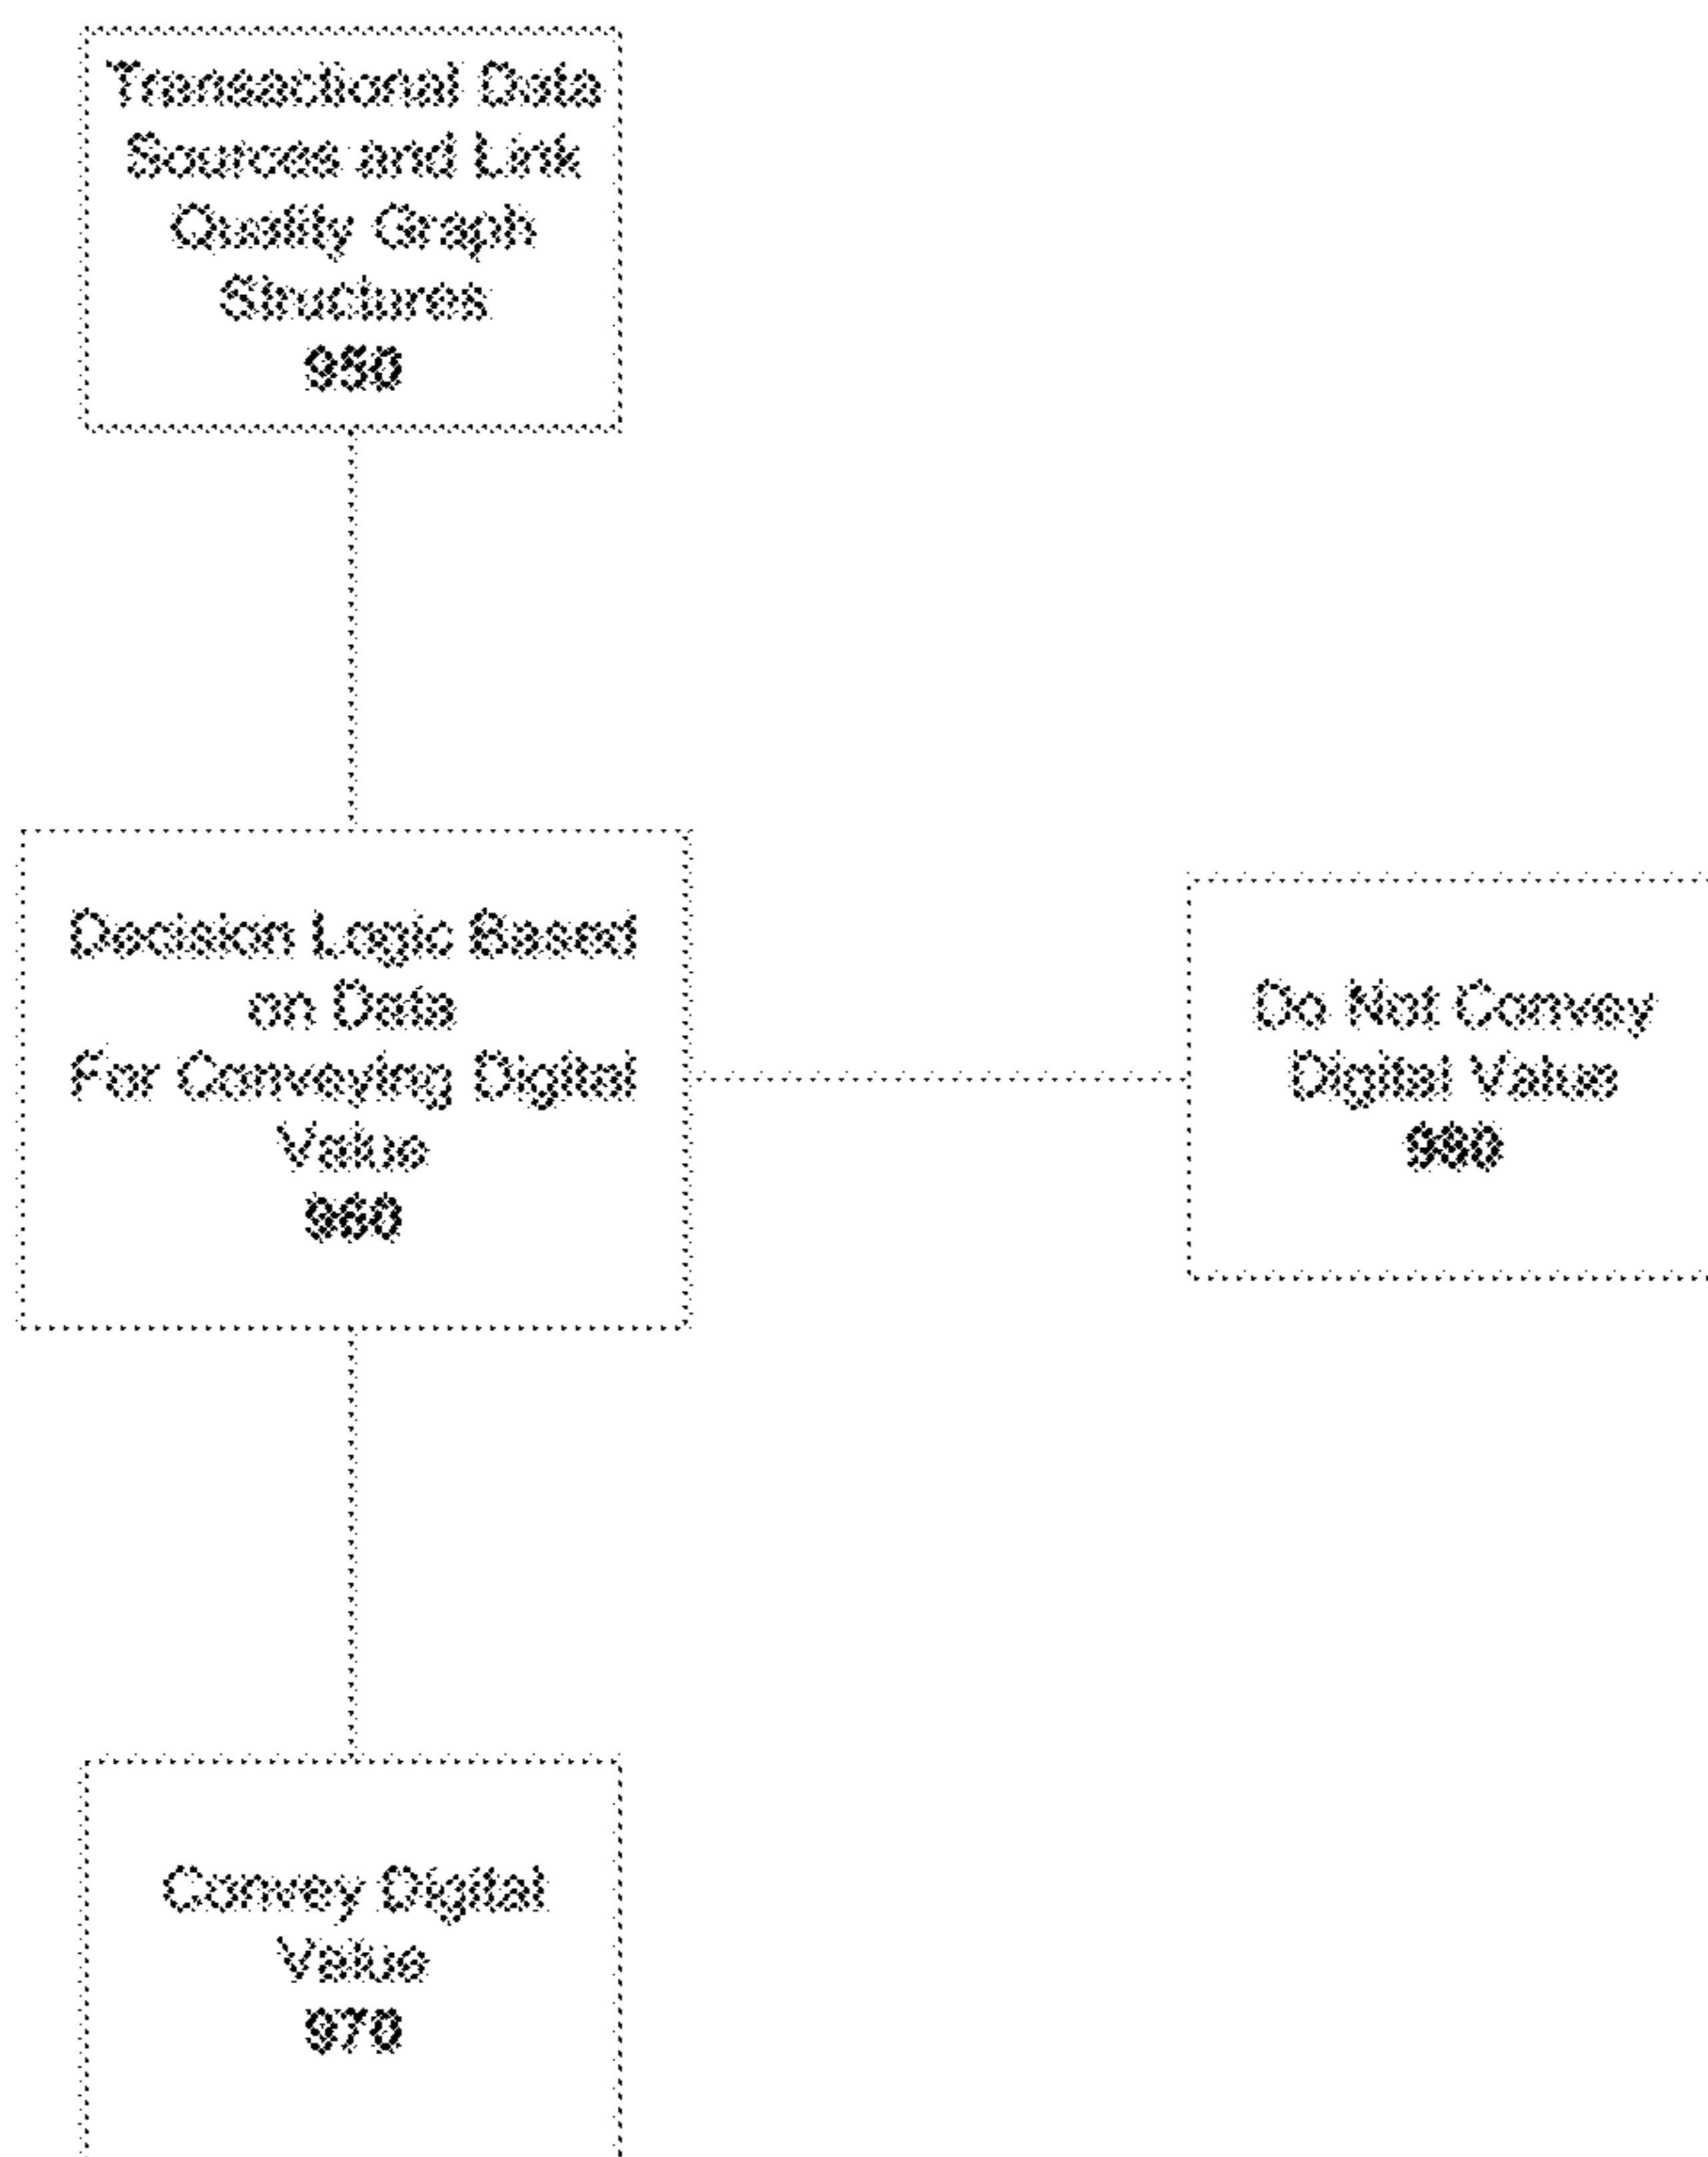 Transactional Data
Sources and Link
Quality Graph
Structures
950
Decision Logic Based
on Data
For Conveying Digital
Value
960
Do Not Convey
Digital Value
980
Convey Digital
Value
970